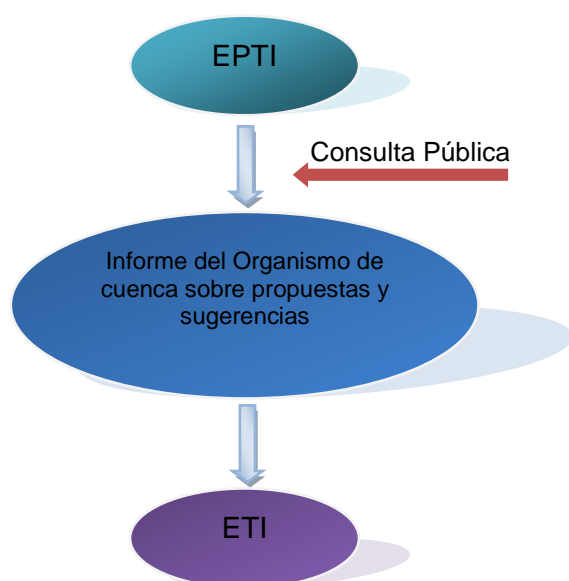 EPTI
Consulta Pública
Informe del Organismo de
cuenca sobre propuestas y
sugerencias
ETI